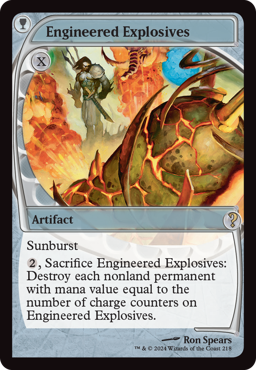 Engineered Explosives
X
Artifact
Sunburst
2, Sacrifice Engineered Explosives:
Destroy each nonland permanent
with mana value equal to the
number of charge counters on
Engineered Explosives.
Ron Spears
™ & © 2024 Wizards of the Coast 218